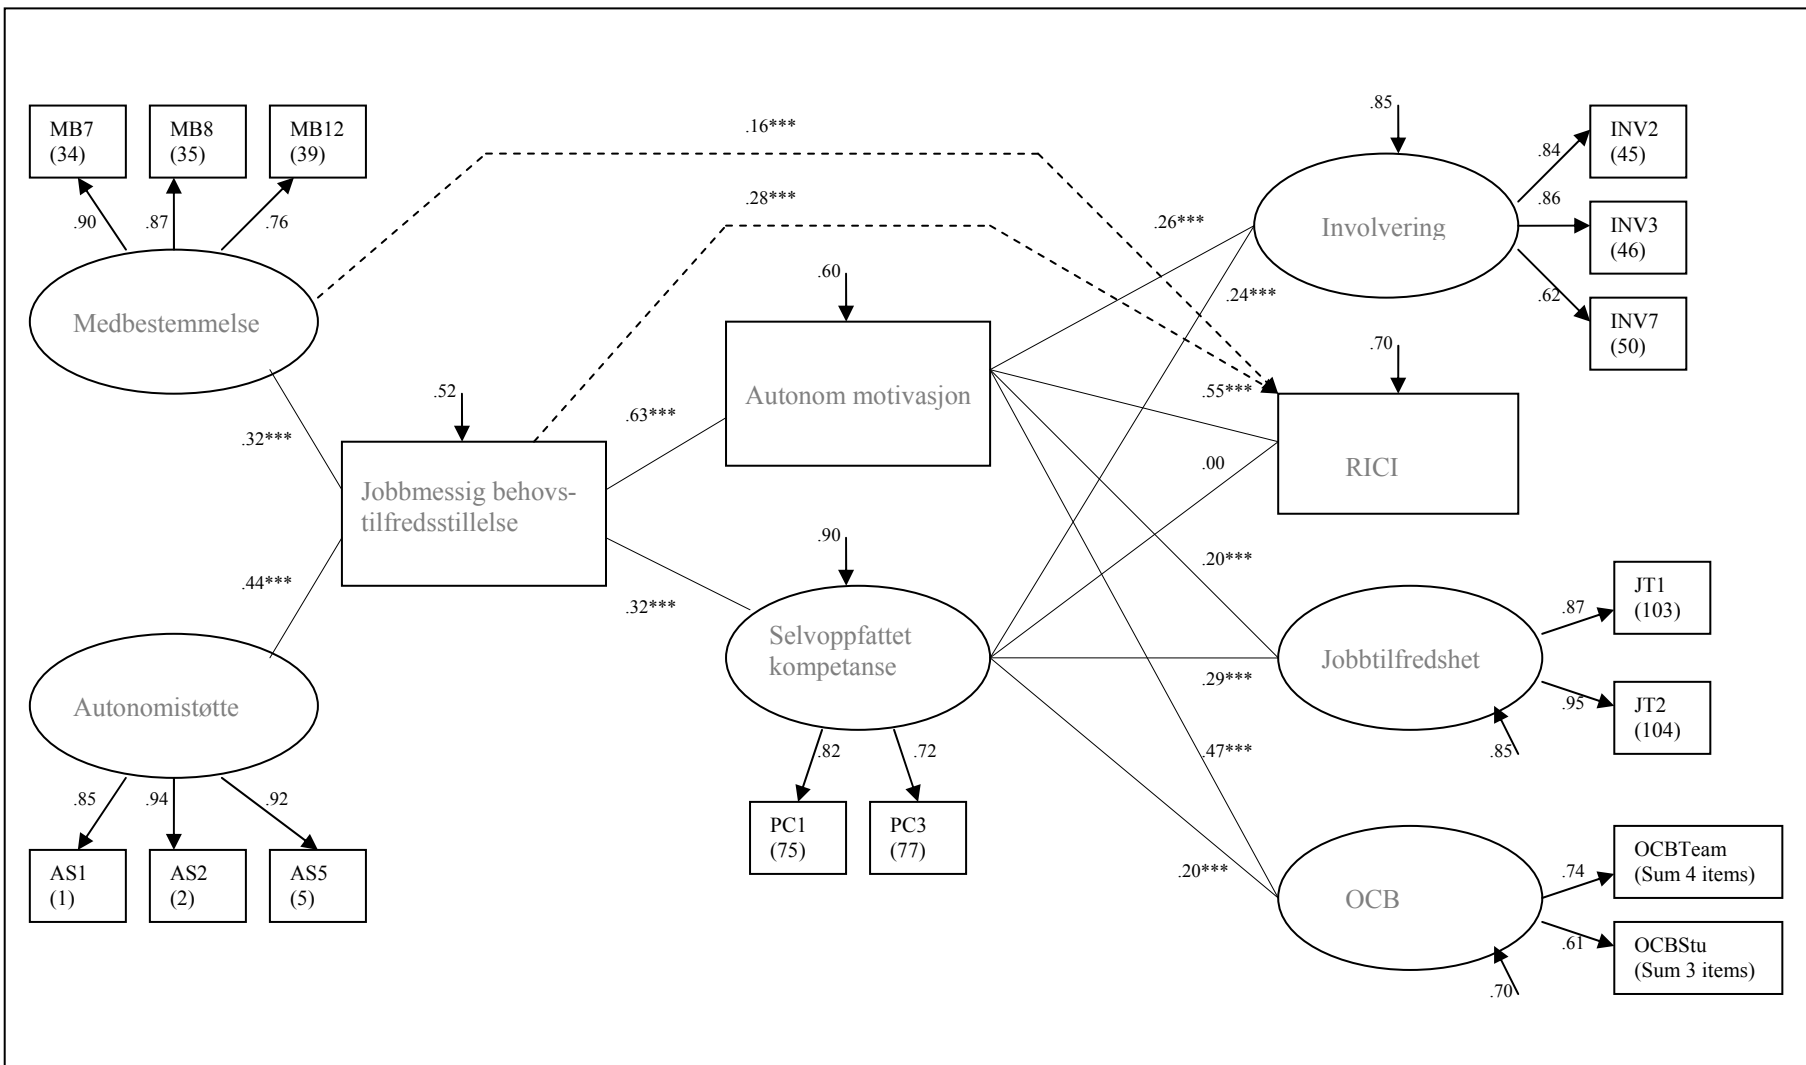 MB7
(34)
MB8
(35)
MB12
(39)
.90
.87
.76
Medbestemmelse
.16***
.28***
.32***
.52
Jobbmessig behovs-
tilfredsstillelse
.44***
Autonomistøtte
.85
.94
.92
AS1
(1)
AS2
(2)
AS5
(5)
.63***
.32***
.60
Autonom motivasjon
.90
Selvoppfattet
kompetanse
.82
.72
PC1
(75)
PC3
(77)
.26***
.24***
.55***
.00
.20***
.29***
.47***
.20***
.85
Involvering
.84
.86
.62
INV2
(45)
INV3
(46)
INV7
(50)
.70
RICI
Jobbtilfredshet
.87
.95
.85
JT1
(103)
JT2
(104)
OCB
.74
.61
.70
OCBTeam
(Sum 4 items)
OCBStu
(Sum 3 items)